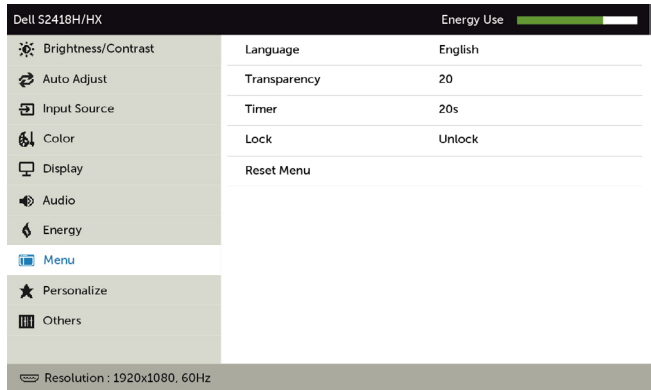 Dell S2418H/HX Energy Use
Brightness/Contrast
Auto Adjust
Input Source
Color
Display
Audio
Energy
Menu
Personalize
Others
Language English
Transparency 20
Timer 20s
Lock Unlock
Reset Menu
Resolution : 1920x1080, 60Hz